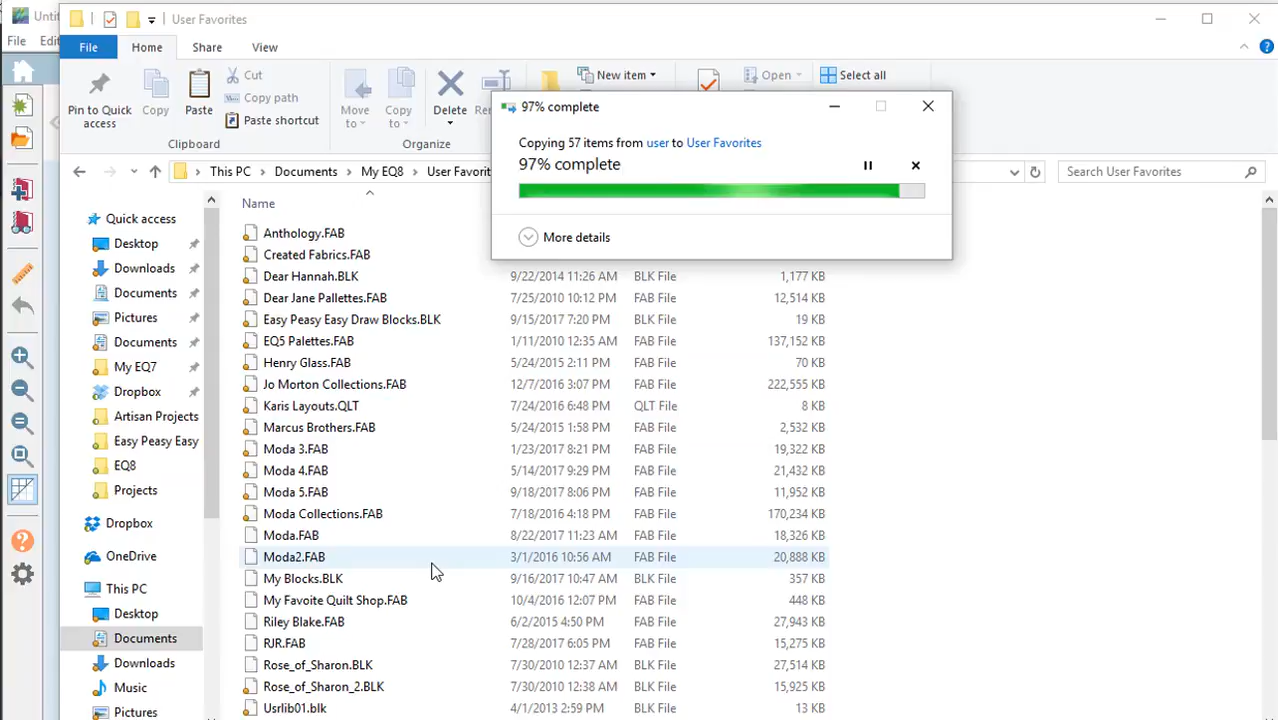 Untit
File Edi
User Favorites
File Home Share View
Pin to Quick access
Copy
Paste
Cut
Copy path
Paste shortcut
Clipboard
Move to
Copy to
Delete
Organize
New item
Open
Select all
97% complete
Copying 57 items from user to User Favorites
97% complete
More details
This PC > Documents > My EQ8 > User Favorit
Search User Favorites
Name
Quick access
Desktop
Downloads
Documents
Pictures
Documents
My EQ7
Dropbox
Artisan Projects
Easy Peasy Easy
EQ8
Projects
Dropbox
OneDrive
This PC
Desktop
Documents
Downloads
Music
Pictures
Anthology.FAB
Created Fabrics.FAB
Dear Hannah.BLK 9/22/2014 11:26 AM BLK File 1,177 KB
Dear Jane Pallettes.FAB 7/25/2010 10:12 PM FAB File 12,514 KB
Easy Peasy Easy Draw Blocks.BLK 9/15/2017 7:20 PM BLK File 19 KB
EQ5 Palettes.FAB 1/11/2010 12:35 AM FAB File 137,152 KB
Henry Glass.FAB 5/24/2015 2:11 PM FAB File 70 KB
Jo Morton Collections.FAB 12/7/2016 3:07 PM FAB File 222,555 KB
Karis Layouts.QLT 7/24/2016 6:48 PM QLT File 8 KB
Marcus Brothers.FAB 5/24/2015 1:58 PM FAB File 2,532 KB
Moda 3.FAB 1/23/2017 8:21 PM FAB File 19,322 KB
Moda 4.FAB 5/14/2017 9:29 PM FAB File 21,432 KB
Moda 5.FAB 9/18/2017 8:06 PM FAB File 11,952 KB
Moda Collections.FAB 7/18/2016 4:18 PM FAB File 170,234 KB
Moda.FAB 8/22/2017 11:23 AM FAB File 18,326 KB
Moda2.FAB 3/1/2016 10:56 AM FAB File 20,888 KB
My Blocks.BLK 9/16/2017 10:47 AM BLK File 357 KB
My Favoite Quilt Shop.FAB 10/4/2016 12:07 PM FAB File 448 KB
Riley Blake.FAB 6/2/2015 4:50 PM FAB File 27,943 KB
RJR.FAB 7/28/2017 6:05 PM FAB File 15,275 KB
Rose_of_Sharon.BLK 7/30/2010 12:37 AM BLK File 27,514 KB
Rose_of_Sharon_2.BLK 7/30/2010 12:38 AM BLK File 15,925 KB
Usrlib01.blk 4/1/2013 2:59 PM BLK File 13 KB